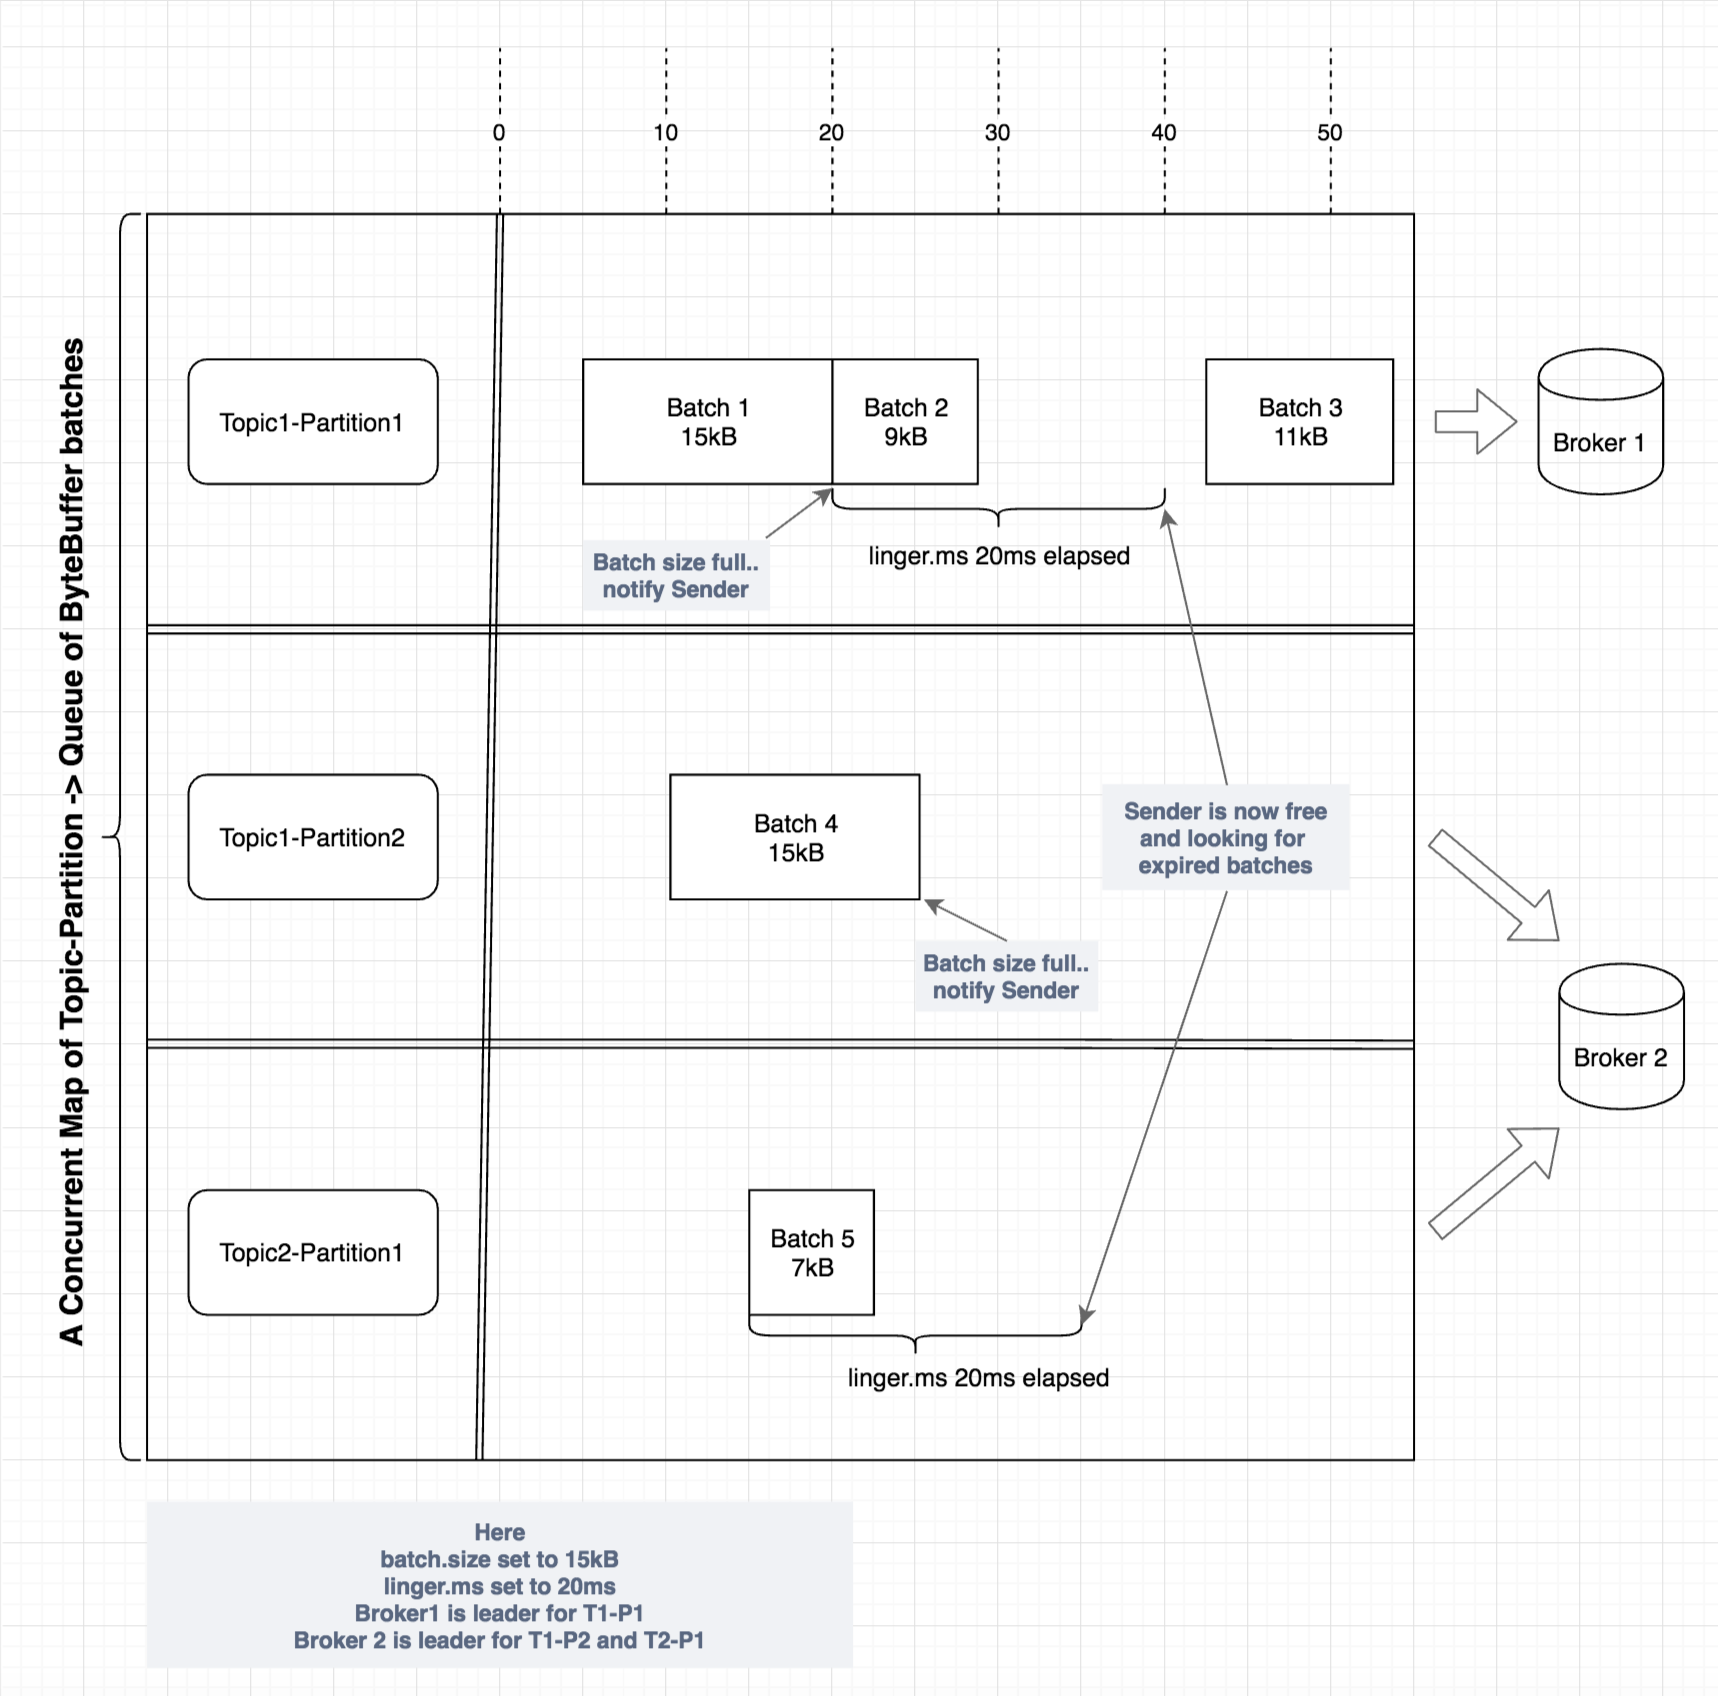 0 10 20 30 40 50
A Concurrent Map of Topic-Partition -> Queue of ByteBuffer batches
Topic1-Partition1
Batch 1
15kB
Batch 2
9kB
Batch 3
11kB
Broker 1
Batch size full..
notify Sender
linger.ms 20ms elapsed
Topic1-Partition2
Batch 4
15kB
Sender is now free
and looking for
expired batches
Batch size full..
notify Sender
Broker 2
Topic2-Partition1
Batch 5
7kB
linger.ms 20ms elapsed
Here
batch.size set to 15kB
linger.ms set to 20ms
Broker1 is leader for T1-P1
Broker 2 is leader for T1-P2 and T2-P1